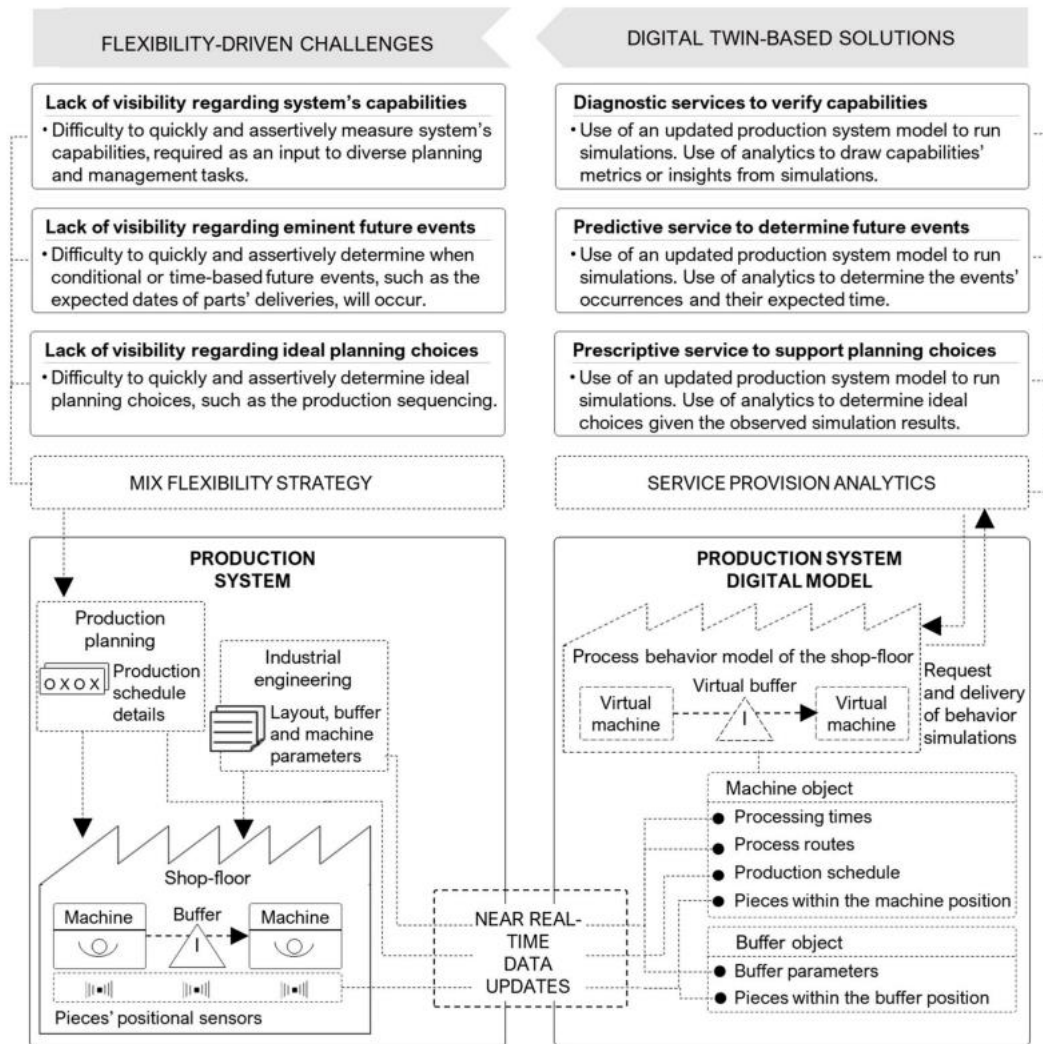 FLEXIBILITY-DRIVEN CHALLENGES
Lack of visibility regarding system's capabilities
• Difficulty to quickly and assertively measure system's
capabilities, required as an input to diverse planning
and management tasks.
Lack of visibility regarding eminent future events
• Difficulty to quickly and assertively determine when
conditional or time-based future events, such as the
expected dates of parts' deliveries, will occur.
Lack of visibility regarding ideal planning choices
• Difficulty to quickly and assertively determine ideal
planning choices, such as the production sequencing.
MIX FLEXIBILITY STRATEGY
DIGITAL TWIN-BASED SOLUTIONS
Diagnostic services to verify capabilities
• Use of an updated production system model to run
simulations. Use of analytics to draw capabilities'
metrics or insights from simulations.
Predictive service to determine future events
• Use of an updated production system model to run
simulations. Use of analytics to determine the events'
occurrences and their expected time.
Prescriptive service to support planning choices
• Use of an updated production system model to run
simulations. Use of analytics to determine ideal
choices given the observed simulation results.
SERVICE PROVISION ANALYTICS
PRODUCTION
SYSTEM
Production
planning
OXOX
Production
schedule
details
Industrial
engineering
Layout, buffer
and machine
parameters
Shop-floor
Machine
Buffer
I
Machine
Pieces' positional sensors
NEAR REAL-
TIME
DATA
UPDATES
PRODUCTION SYSTEM
DIGITAL MODEL
Process behavior model of the shop-floor
Virtual
machine
Virtual buffer
I
Virtual
machine
Request
and delivery
of behavior
simulations
Machine object
Processing times
Process routes
Production schedule
Pieces within the machine position
Buffer object
Buffer parameters
Pieces within the buffer position